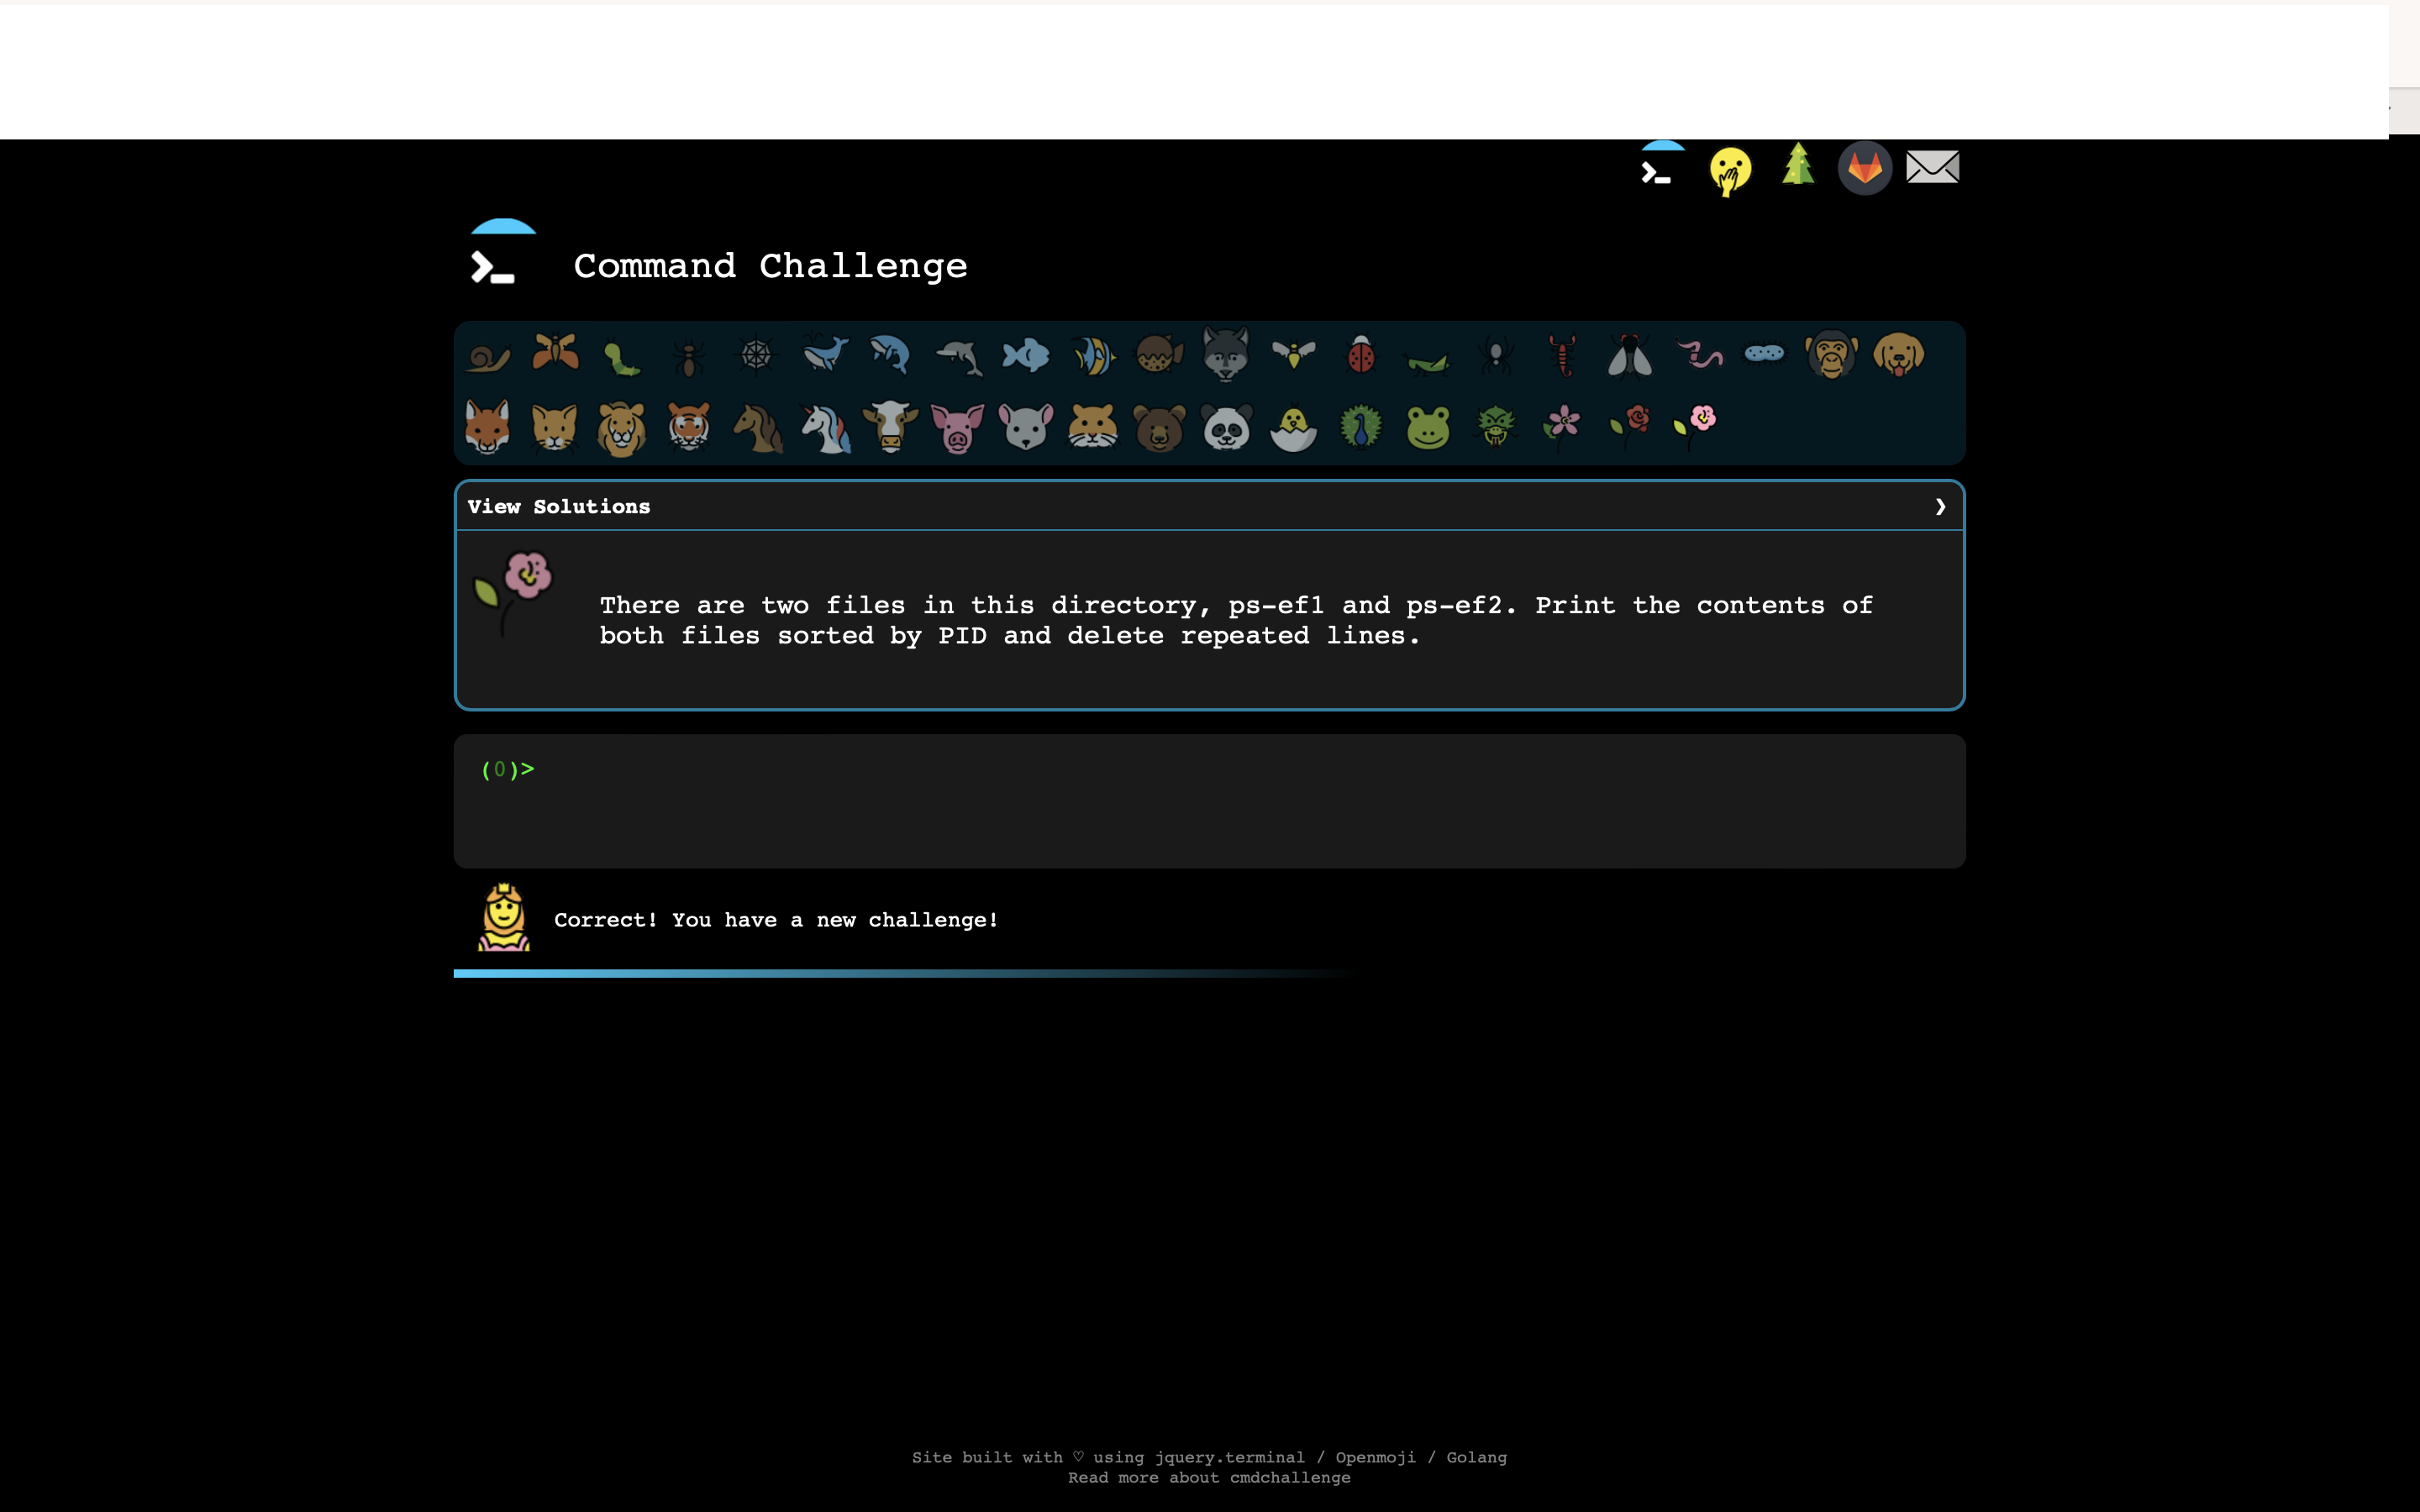 Command Challenge
View Solutions
There are two files in this directory, ps-ef1 and ps-ef2. Print the contents of
both files sorted by PID and delete repeated lines.
(0)>
Correct! You have a new challenge!
Site built with ♡ using jquery.terminal / Openmoji / Golang
Read more about cmdchallenge